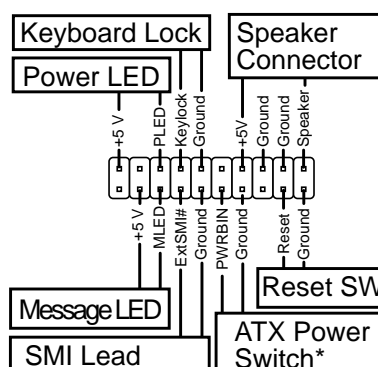 Keyboard Lock
Speaker
Connector
Power LED
+5 V
PLED
Keylock
Ground
+5V
Ground
Ground
Speaker
+5 V
MLED
ExtSMI#
Ground
PWRBIN
Ground
Reset
Ground
Reset SW
Message LED
ATX Power
Switch*
SMI Lead